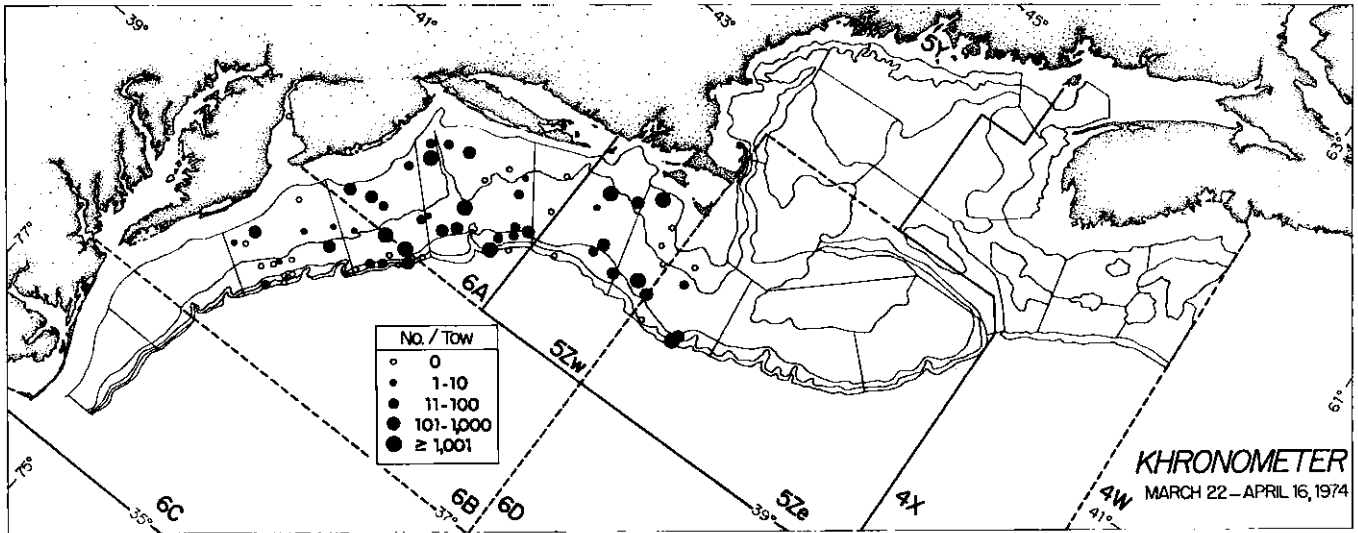 39°
41°
43°
45°
5Y
63°
77°
6A
5Zw
No. / Tow
0
1-10
11-100
101-1,000
≥ 1,001
61°
75°
KHRONOMETER
MARCH 22 – APRIL 16, 1974
6C
35°
6B
37°
6D
5Ze
39°
4X
4W
41°